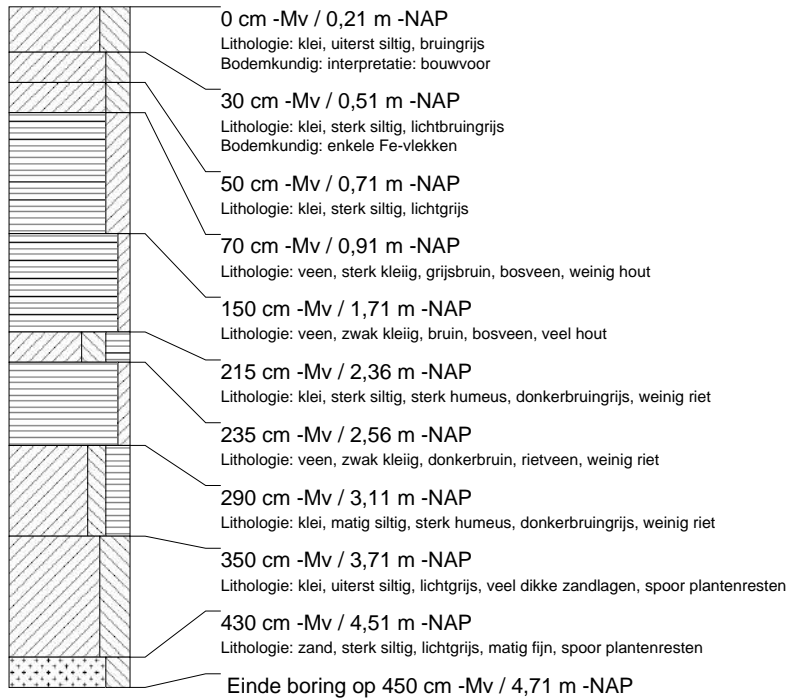 0 cm -Mv / 0,21 m -NAP
Lithologie: klei, uiterst siltig, bruingrijs
Bodemkundig: interpretatie: bouwvoor
30 cm -Mv / 0,51 m -NAP
Lithologie: klei, sterk siltig, lichtbruingrijs
Bodemkundig: enkele Fe-vlekken
50 cm -Mv / 0,71 m -NAP
Lithologie: klei, sterk siltig, lichtgrijs
70 cm -Mv / 0,91 m -NAP
Lithologie: veen, sterk kleiig, grijsbruin, bosveen, weinig hout
150 cm -Mv / 1,71 m -NAP
Lithologie: veen, zwak kleiig, bruin, bosveen, veel hout
215 cm -Mv / 2,36 m -NAP
Lithologie: klei, sterk siltig, sterk humeus, donkerbruingrijs, weinig riet
235 cm -Mv / 2,56 m -NAP
Lithologie: veen, zwak kleiig, donkerbruin, rietveen, weinig riet
290 cm -Mv / 3,11 m -NAP
Lithologie: klei, matig siltig, sterk humeus, donkerbruingrijs, weinig riet
350 cm -Mv / 3,71 m -NAP
Lithologie: klei, uiterst siltig, lichtgrijs, veel dikke zandlagen, spoor plantenresten
430 cm -Mv / 4,51 m -NAP
Lithologie: zand, sterk siltig, lichtgrijs, matig fijn, spoor plantenresten
Einde boring op 450 cm -Mv / 4,71 m -NAP